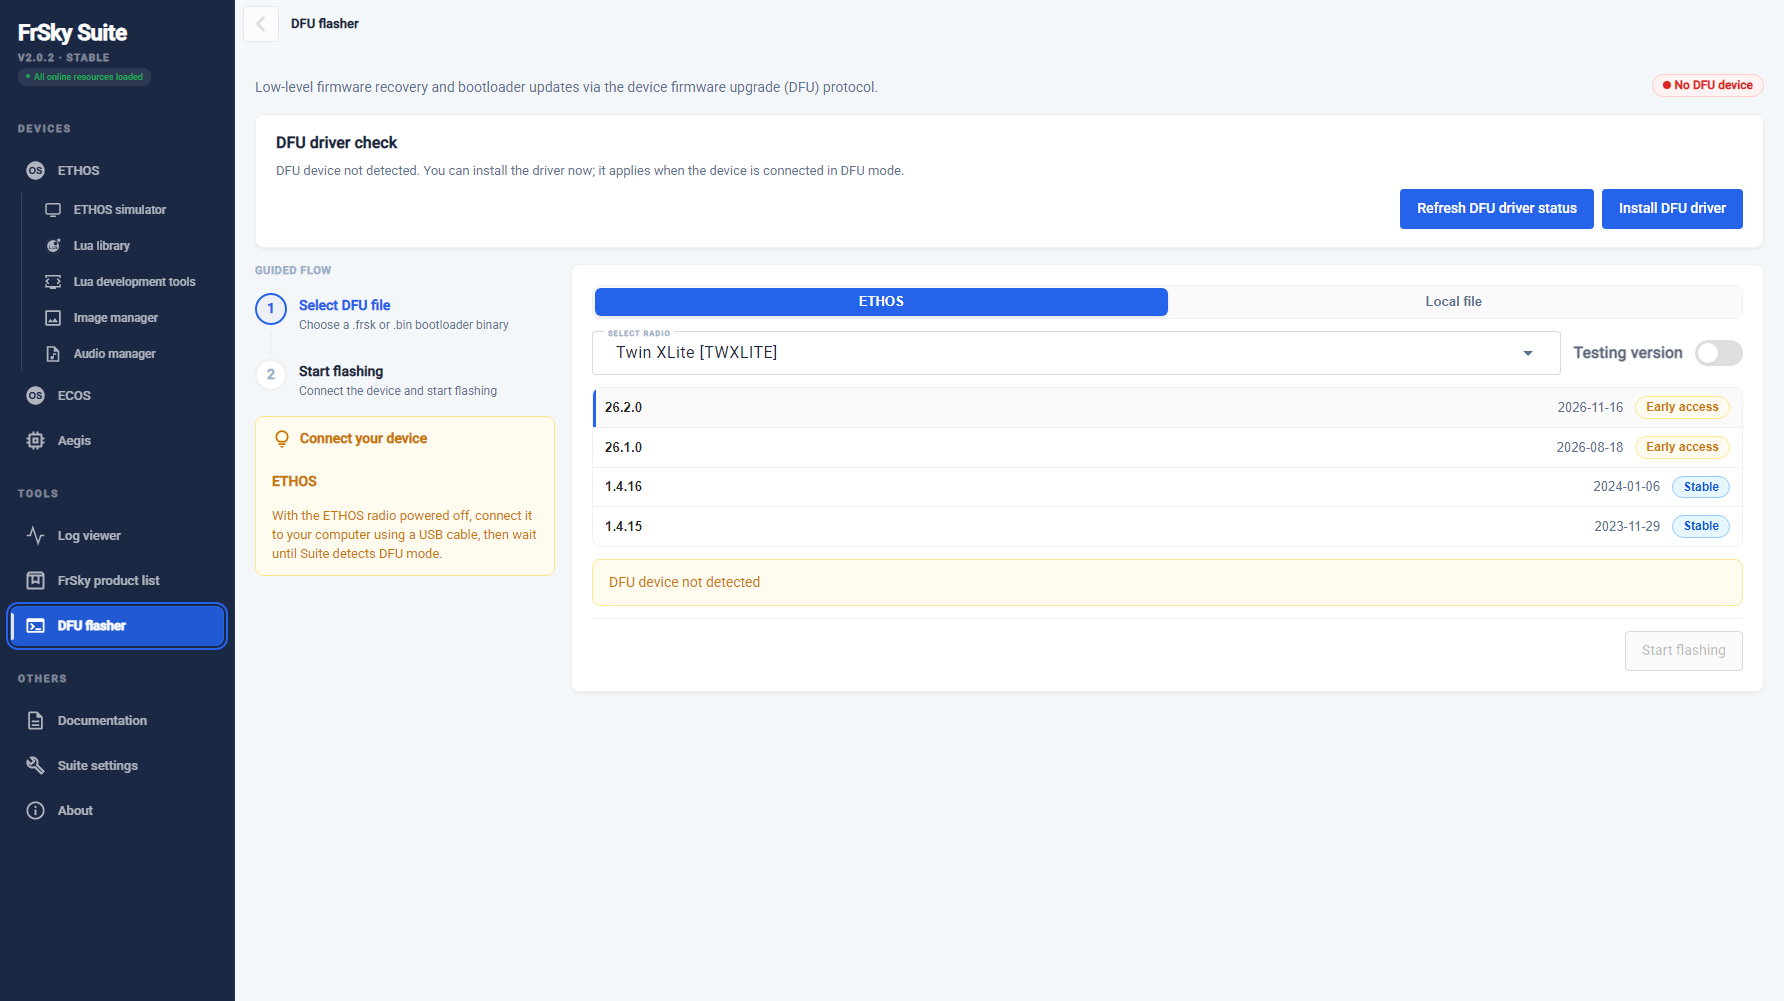 FrSky Suite
V2.0.2 · STABLE
All online resources loaded
DEVICES
ETHOS
ETHOS simulator
Lua library
Lua development tools
Image manager
Audio manager
ECOS
Aegis
TOOLS
Log viewer
FrSky product list
DFU flasher
OTHERS
Documentation
Suite settings
About
DFU flasher
Low-level firmware recovery and bootloader updates via the device firmware upgrade (DFU) protocol.
No DFU device
DFU driver check
DFU device not detected. You can install the driver now; it applies when the device is connected in DFU mode.
Refresh DFU driver status
Install DFU driver
GUIDED FLOW
1
Select DFU file
Choose a .frsk or .bin bootloader binary
2
Start flashing
Connect the device and start flashing
Connect your device
ETHOS
With the ETHOS radio powered off, connect it
to your computer using a USB cable, then wait
until Suite detects DFU mode.
ETHOS
Local file
SELECT RADIO
Twin XLite [TWXLITE]
Testing version
26.2.0 2026-11-16 Early access
26.1.0 2026-08-18 Early access
1.4.16 2024-01-06 Stable
1.4.15 2023-11-29 Stable
DFU device not detected
Start flashing